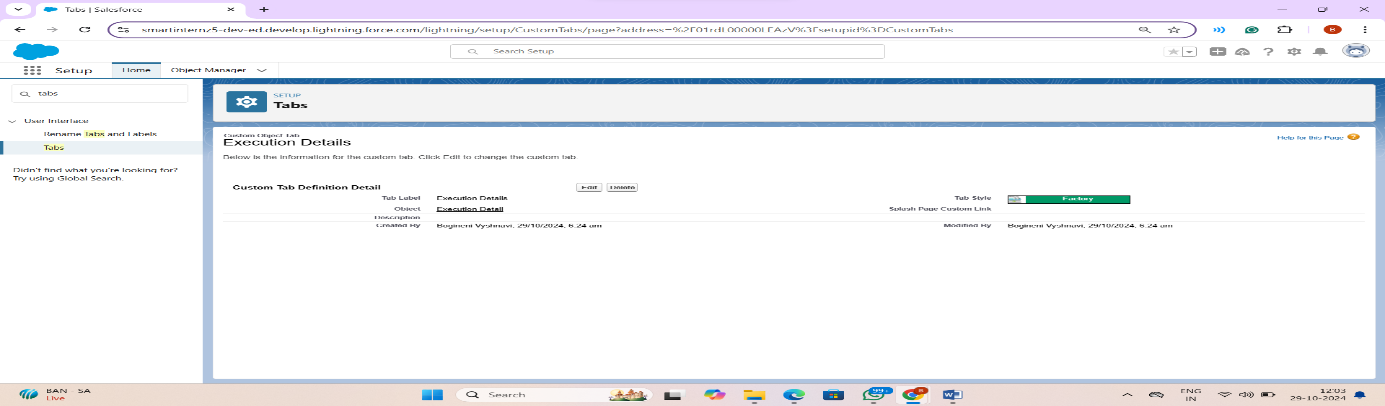 Tabs | Salesforce
smartinternz5-dev-ed.develop.lightning.force.com/lightning/setup/CustomTabs/page?address=%2F01rdL00000LFAzV%3Fsetupid%3DCustomTabs
B
Search Setup
Setup
Home
Object Manager
tabs
User Interface
Rename Tabs and Labels
Tabs
Didn't find what you're looking for?
Try using Global Search.
SETUP
Tabs
Custom Object Tab
Execution Details
Help for this Page
Below is the information for the custom tab. Click Edit to change the custom tab.
Custom Tab Definition Detail
Edit Delete
Tab Label Execution Details Tab Style Factory
Object Execution Detail Splash Page Custom Link
Description
Created By Bogineni Vyshnavi, 29/10/2024, 6:24 am Modified By Bogineni Vyshnavi, 29/10/2024, 6:24 am
BAN - SA
Live
Search
99+
ENG
IN
12:03
29-10-2024